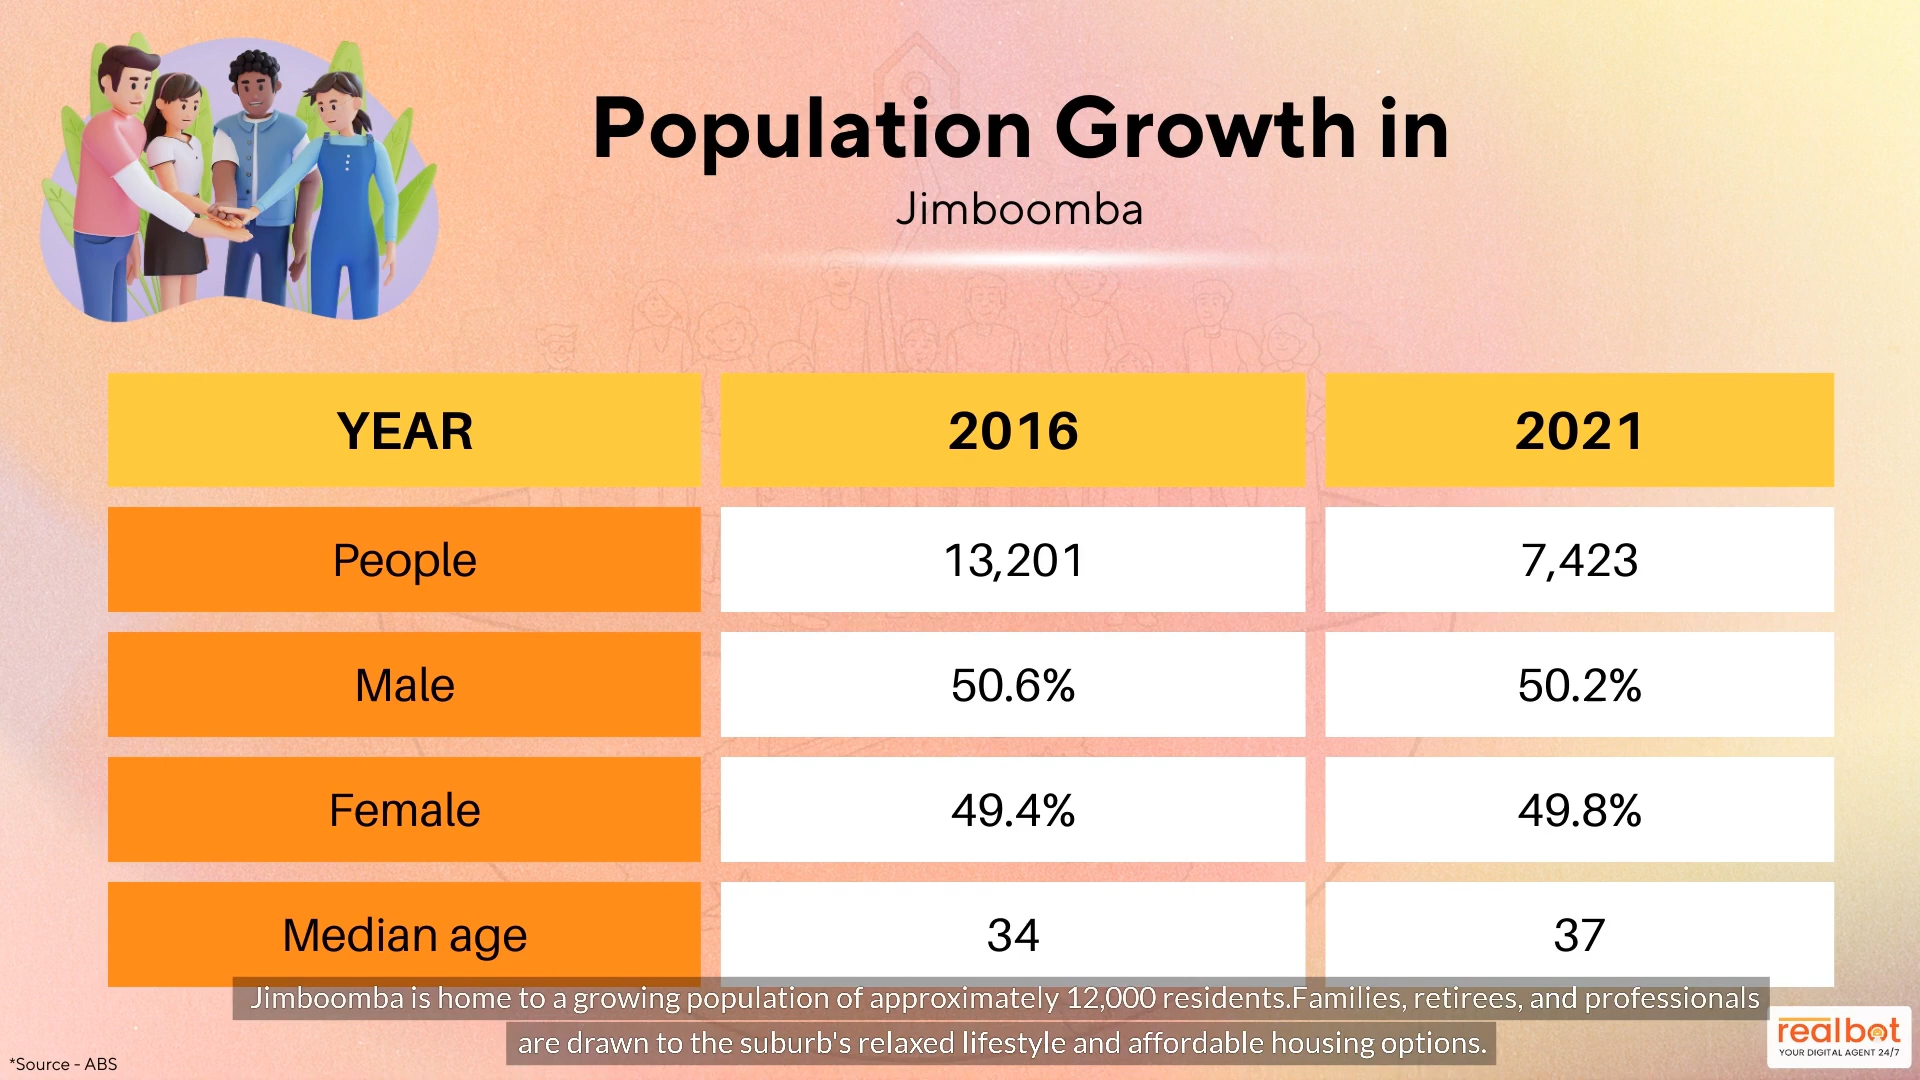 Population Growth in
Jimboomba
YEAR 2016 2021
People 13,201 7,423
Male 50.6% 50.2%
Female 49.4% 49.8%
Median age 34 37
Jimboomba is home to a growing population of approximately 12,000 residents.Families, retirees, and professionals
are drawn to the suburb's relaxed lifestyle and affordable housing options.
*Source - ABS
realbot
YOUR DIGITAL AGENT 24/7